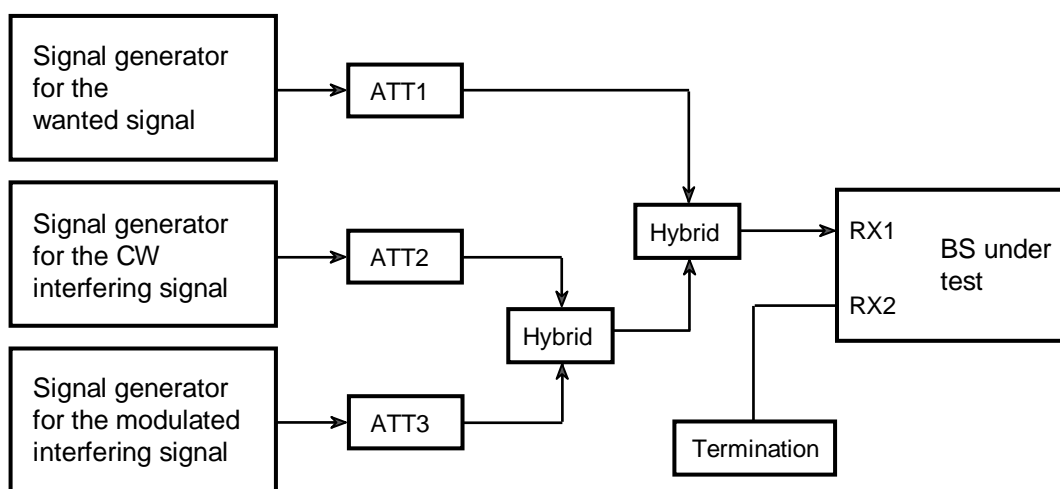 Signal generator
for the
wanted signal
ATT1
Signal generator
for the CW
interfering signal
ATT2
Signal generator
for the modulated
interfering signal
ATT3
Hybrid
Hybrid
RX1
RX2
BS under
test
Termination